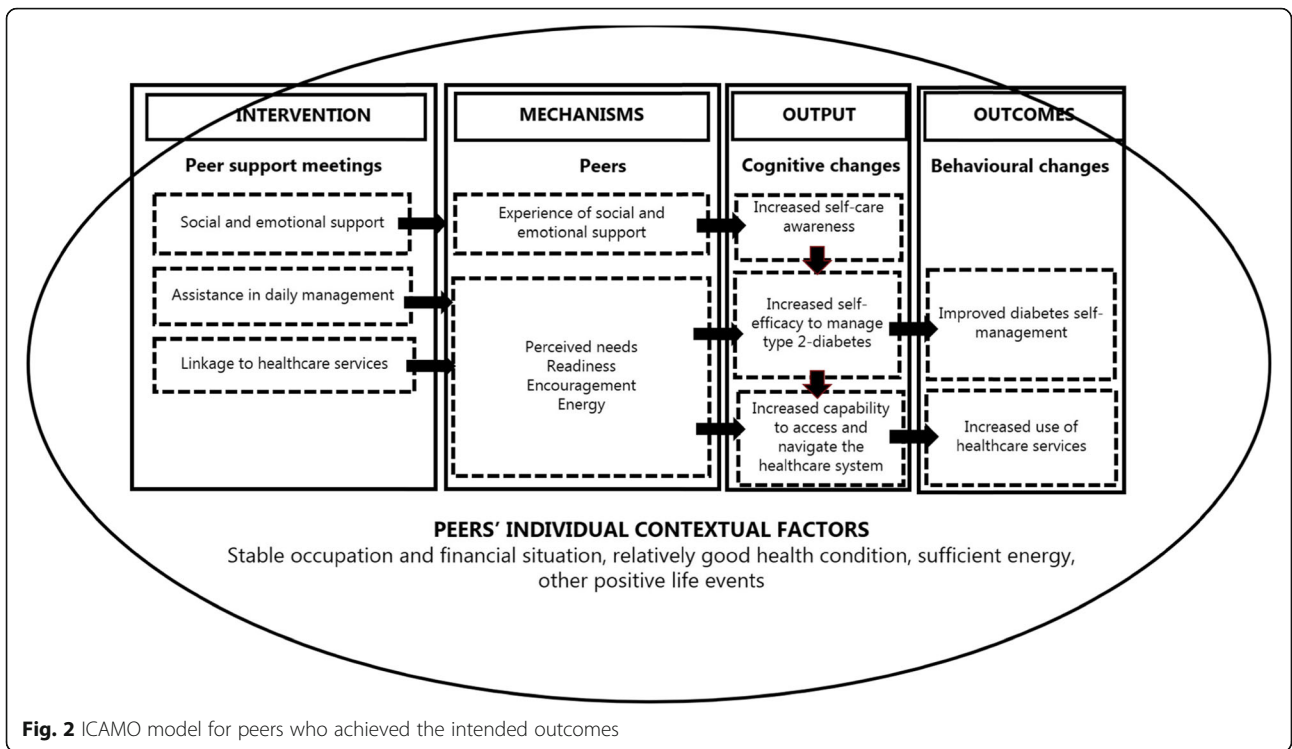 INTERVENTION
Peer support meetings
Social and emotional support
Assistance in daily management
Linkage to healthcare services
MECHANISMS
Peers
Experience of social and
emotional support
Perceived needs
Readiness
Encouragement
Energy
OUTPUT
Cognitive changes
Increased self-care
awareness
Increased self-
efficacy to manage
type 2-diabetes
Increased capability
to access and
navigate the
healthcare system
OUTCOMES
Behavioural changes
Improved diabetes self-
management
Increased use of
healthcare services
PEERS' INDIVIDUAL CONTEXTUAL FACTORS
Stable occupation and financial situation, relatively good health condition, sufficient energy,
other positive life events
Fig. 2 ICAMO model for peers who achieved the intended outcomes